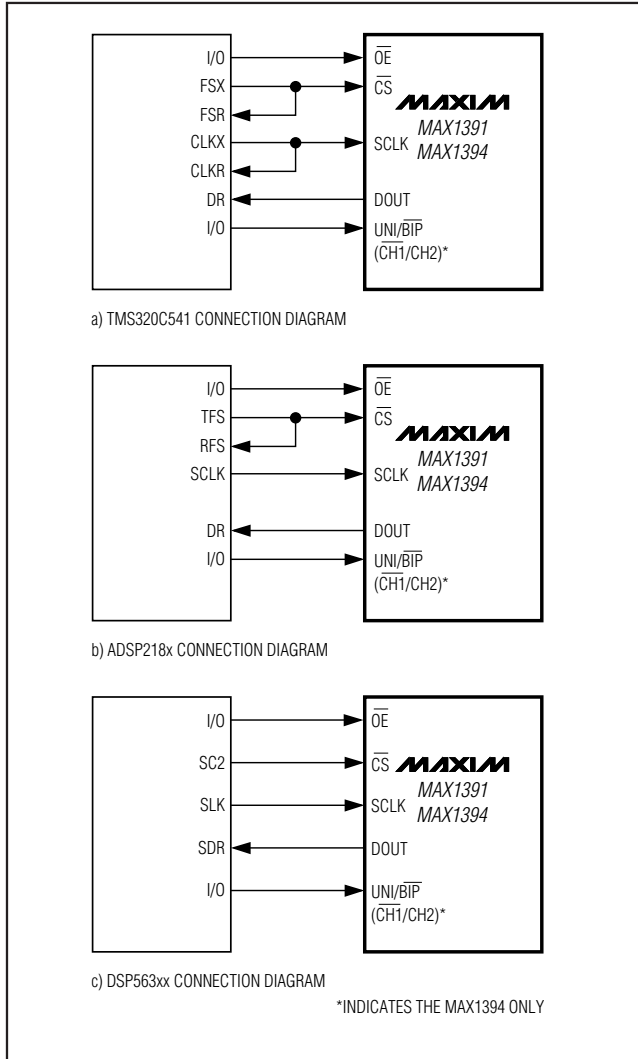 I/O OE
FSX CS
MAXIM
FSR
MAX1391
CLKX SCLK
MAX1394
CLKR
DR DOUT
I/O UNI/BIP
(CH1/CH2)*
a) TMS320C541 CONNECTION DIAGRAM
I/O OE
TFS CS
MAXIM
RFS
MAX1391
SCLK SCLK
MAX1394
DR DOUT
I/O UNI/BIP
(CH1/CH2)*
b) ADSP218x CONNECTION DIAGRAM
I/O OE
SC2 CS MAXIM
MAX1391
SLK SCLK
MAX1394
SDR DOUT
I/O UNI/BIP
(CH1/CH2)*
c) DSP563xx CONNECTION DIAGRAM
*INDICATES THE MAX1394 ONLY